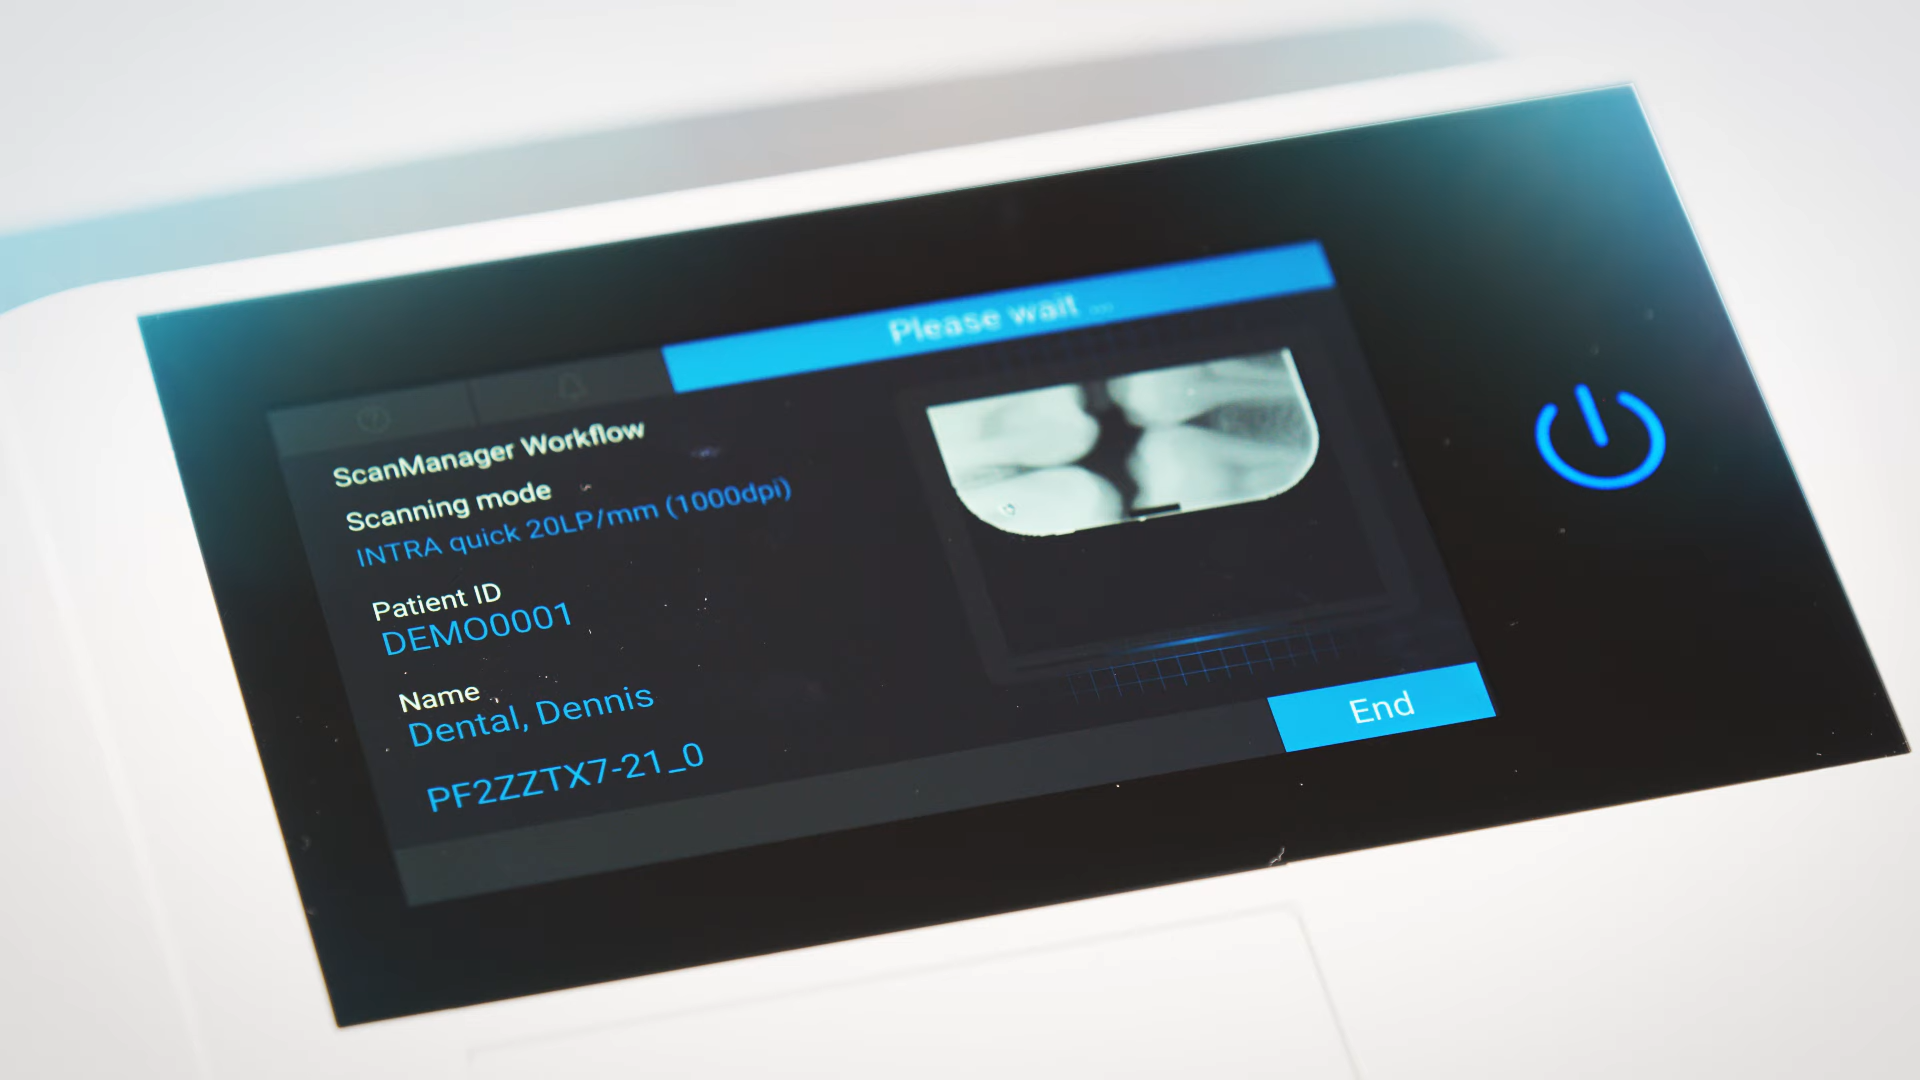 Please wait ...
ScanManager Workflow
Scanning mode
INTRA quick 20LP/mm (1000dpi)
Patient ID
DEMO0001
Name
Dental, Dennis
PF2ZZTX7-21_0
End